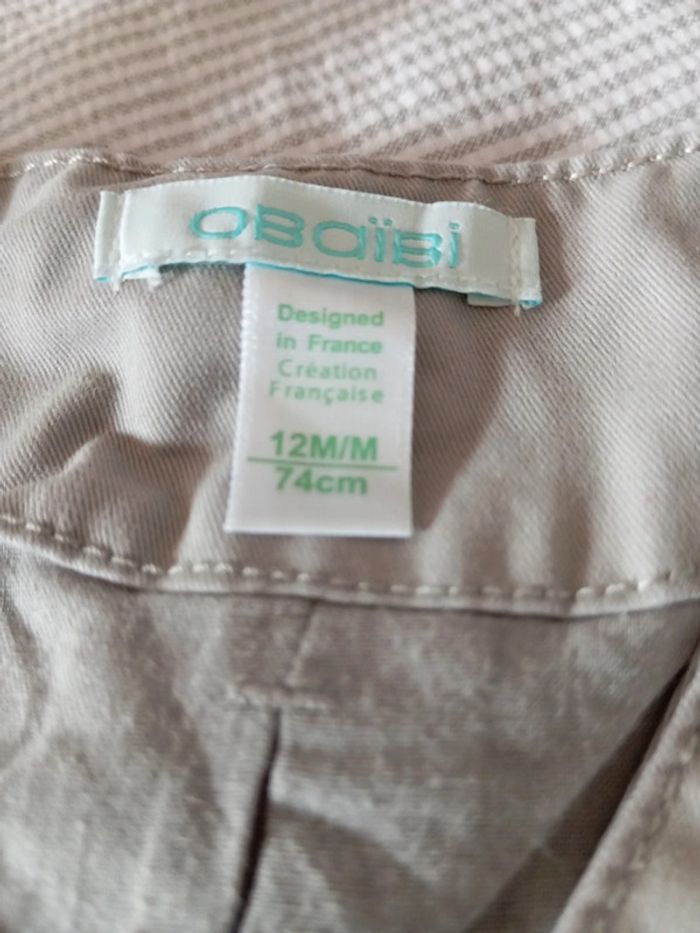 OBaïBi
Designed
in France
Création
Française
12M/M
74cm